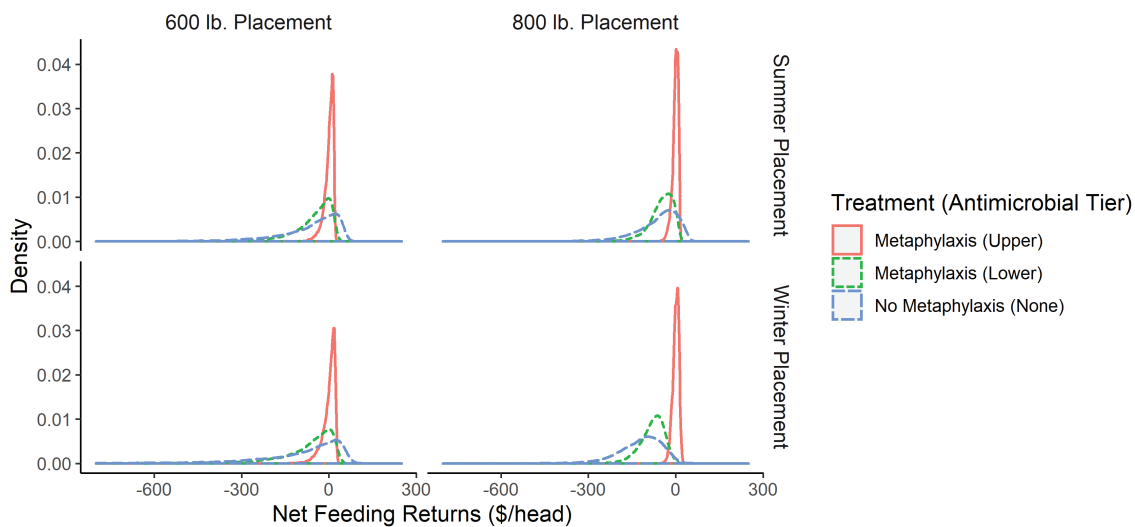 600 lb. Placement
800 lb. Placement
Density
0.04
0.03
0.02
0.01
0.00
Summer Placement
0.04
0.03
0.02
0.01
0.00
Winter Placement
-600
-300
0
300
-600
-300
0
300
Net Feeding Returns ($/head)
Treatment (Antimicrobial Tier)
Metaphylaxis (Upper)
Metaphylaxis (Lower)
No Metaphylaxis (None)